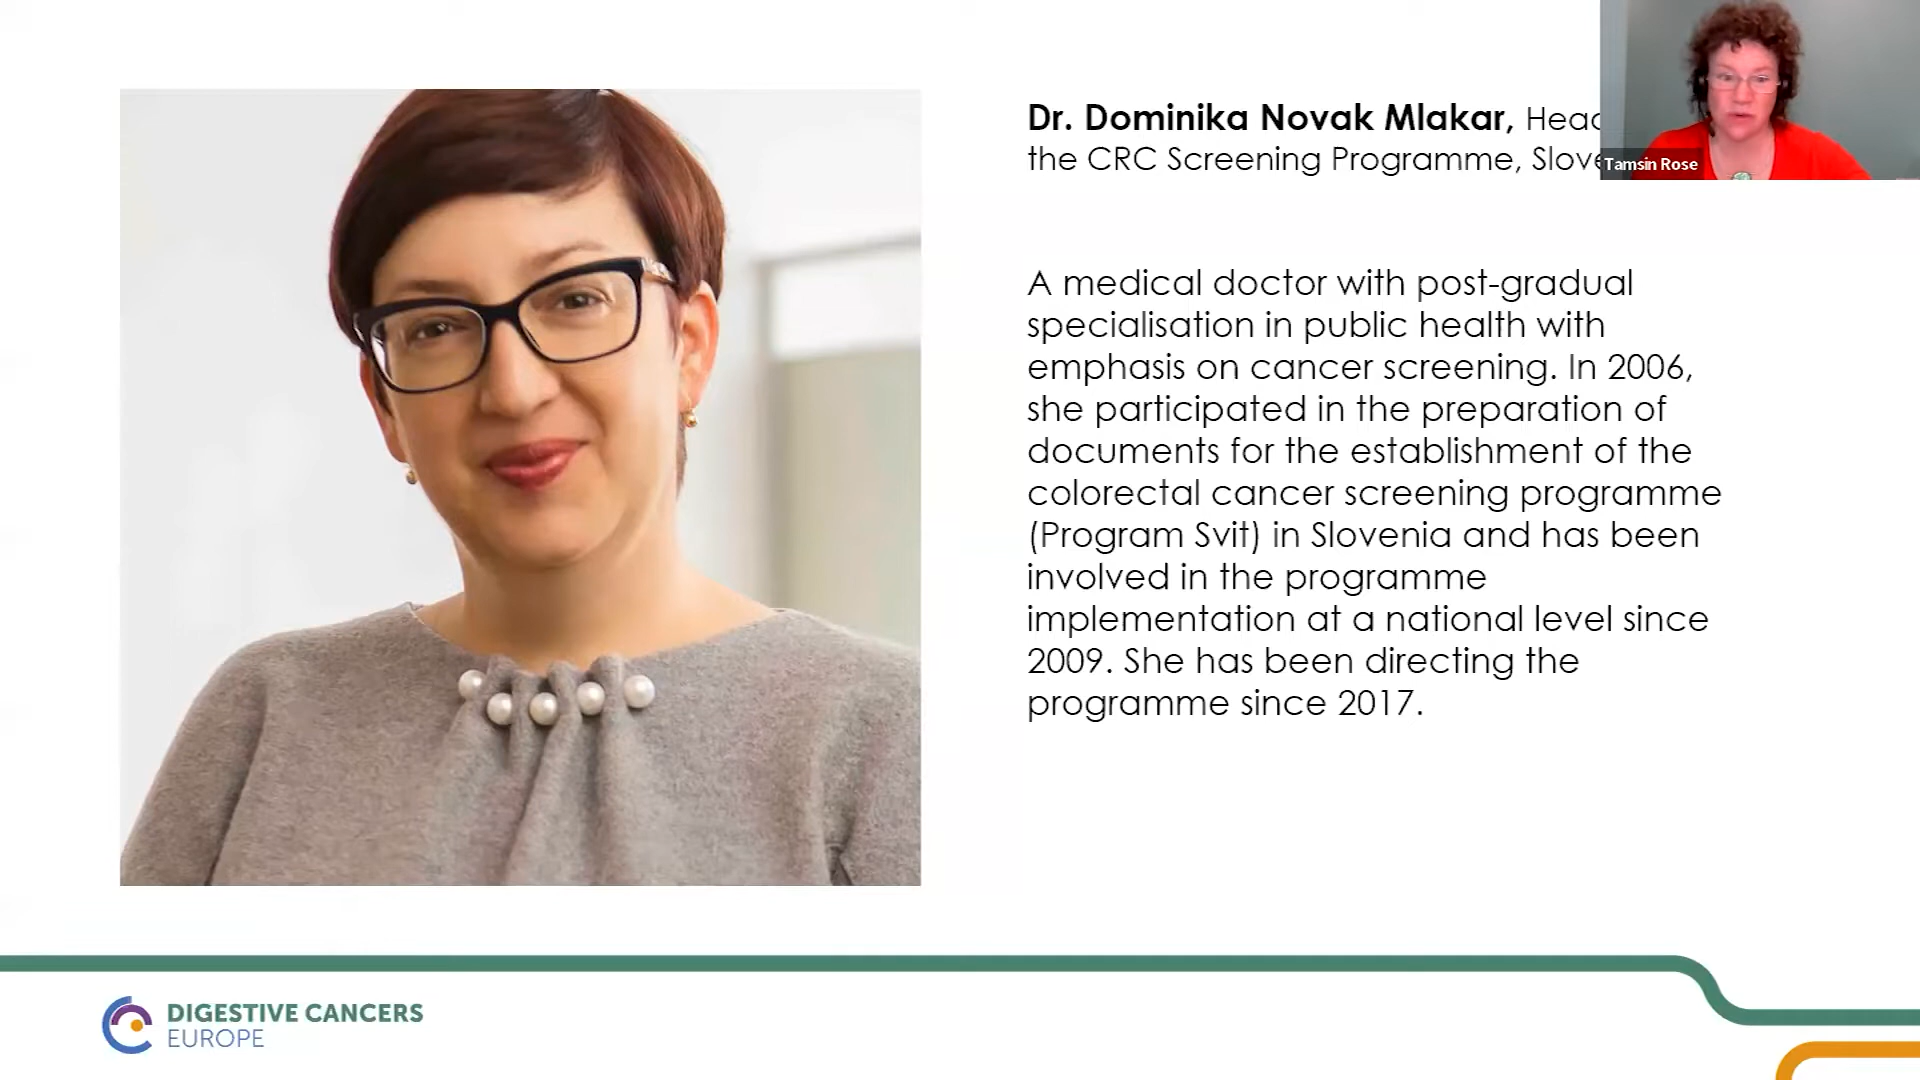 Dr. Dominika Novak Mlakar, Head
the CRC Screening Programme, Slove
Tamsin Rose
A medical doctor with post-gradual
specialisation in public health with
emphasis on cancer screening. In 2006,
she participated in the preparation of
documents for the establishment of the
colorectal cancer screening programme
(Program Svit) in Slovenia and has been
involved in the programme
implementation at a national level since
2009. She has been directing the
programme since 2017.
DIGESTIVE CANCERS
EUROPE